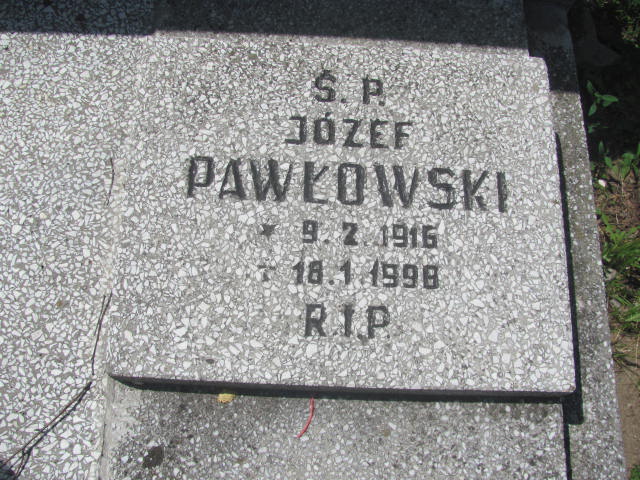 Ś. P.
JÓZEF
PAWŁOWSKI
* 9. 2. 1916
† 18. 1. 1998
R.I.P.